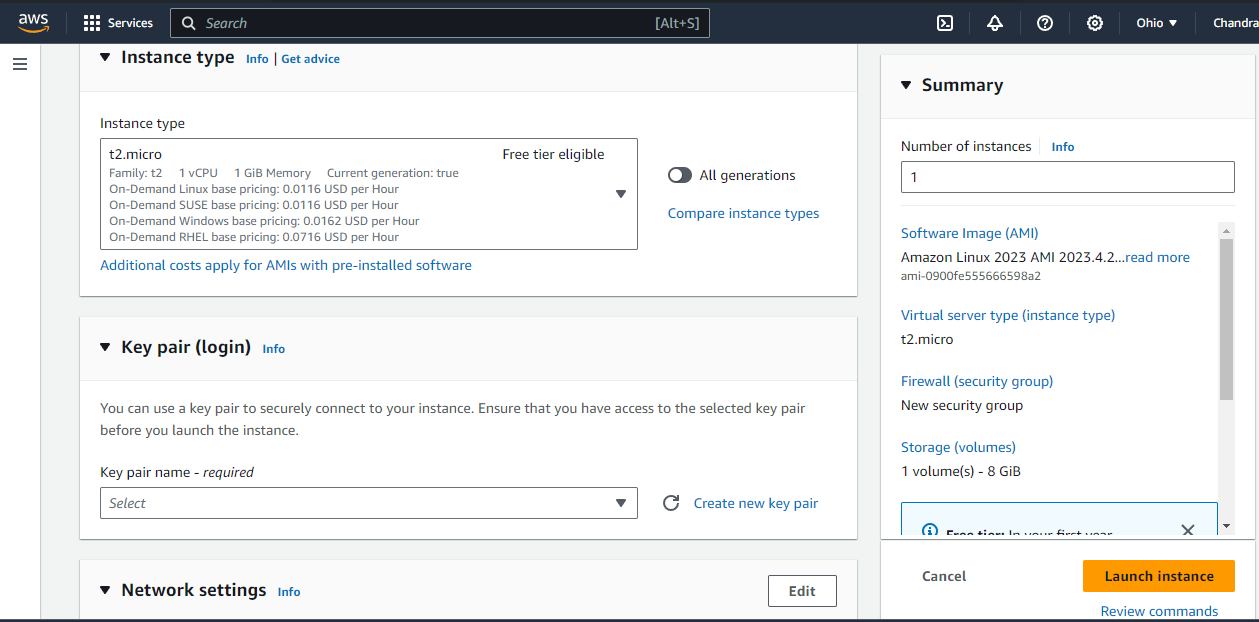 aws
Services
Search
[Alt+S]
Ohio
Chandra
Instance type Info | Get advice
Instance type
t2.micro Free tier eligible
Family: t2 1 vCPU 1 GiB Memory Current generation: true
On-Demand Linux base pricing: 0.0116 USD per Hour
On-Demand SUSE base pricing: 0.0116 USD per Hour
On-Demand Windows base pricing: 0.0162 USD per Hour
On-Demand RHEL base pricing: 0.0716 USD per Hour
All generations
Compare instance types
Additional costs apply for AMIs with pre-installed software
Key pair (login) Info
You can use a key pair to securely connect to your instance. Ensure that you have access to the selected key pair
before you launch the instance.
Key pair name - required
Select
Create new key pair
Network settings Info
Edit
Summary
Number of instances Info
1
Software Image (AMI)
Amazon Linux 2023 AMI 2023.4.2...read more
ami-0900fe555666598a2
Virtual server type (instance type)
t2.micro
Firewall (security group)
New security group
Storage (volumes)
1 volume(s) - 8 GiB
Free tier: In your first year
Cancel
Launch instance
Review commands